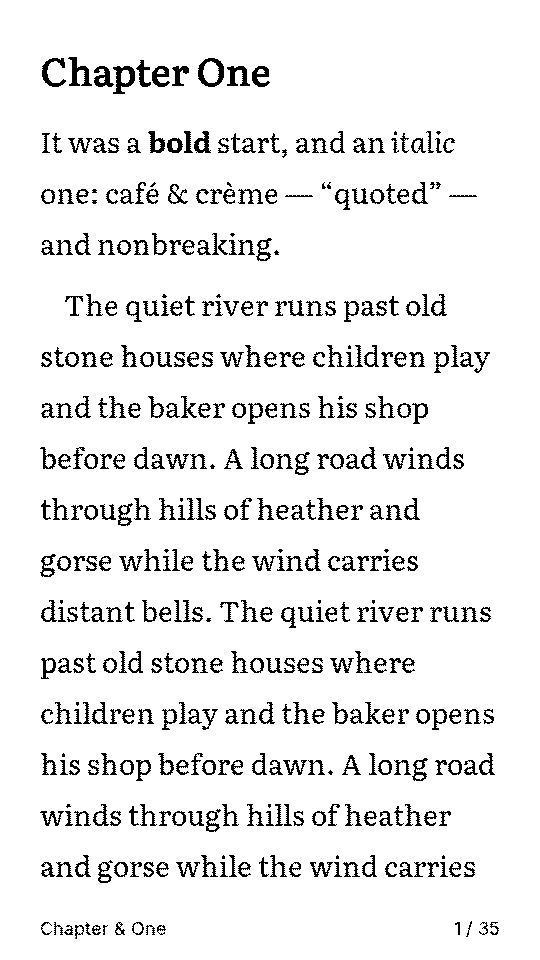 Chapter One
It was a bold start, and an italic
one: café & crème — “quoted” —
and nonbreaking.
The quiet river runs past old
stone houses where children play
and the baker opens his shop
before dawn. A long road winds
through hills of heather and
gorse while the wind carries
distant bells. The quiet river runs
past old stone houses where
children play and the baker opens
his shop before dawn. A long road
winds through hills of heather
and gorse while the wind carries
Chapter & One
1 / 35